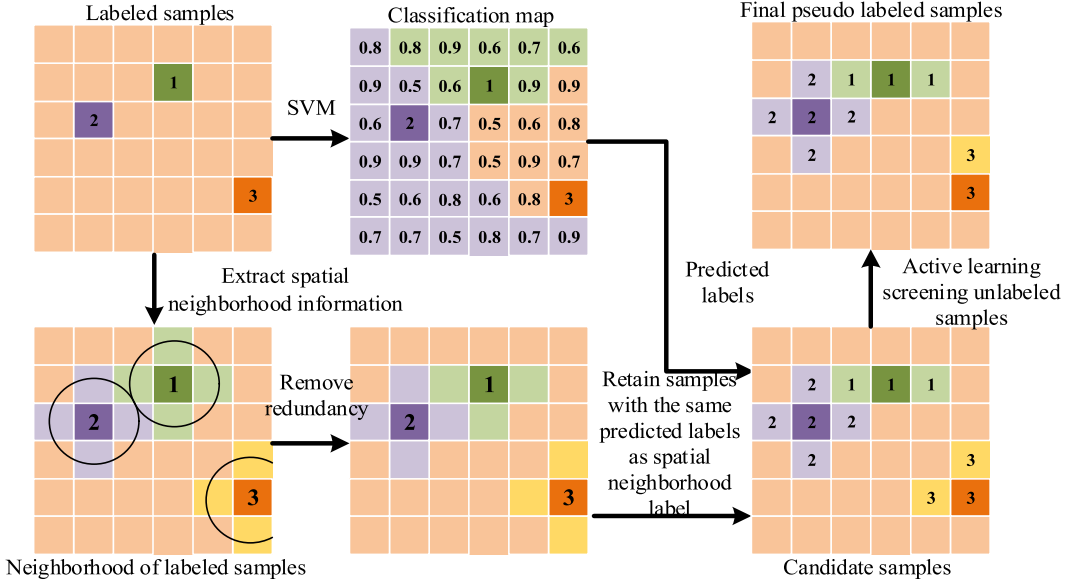 Labeled samples
1
2
3
SVM
Classification map
0.8 0.8 0.9 0.6 0.7 0.6
0.9 0.5 0.6 1 0.9 0.9
0.6 2 0.7 0.5 0.6 0.8
0.9 0.9 0.7 0.5 0.9 0.7
0.5 0.6 0.8 0.6 0.8 3
0.7 0.7 0.5 0.8 0.7 0.9
Final pseudo labeled samples
2 1 1 1
2 2 2
2 3
3
Extract spatial
neighborhood information
Predicted
labels
Active learning
screening unlabeled
samples
1
2
3
Neighborhood of labeled samples
Remove
redundancy
1
2
3
Retain samples
with the same
predicted labels
as spatial
neighborhood
label
2 1 1 1
2 2 2
2 3
3 3
Candidate samples